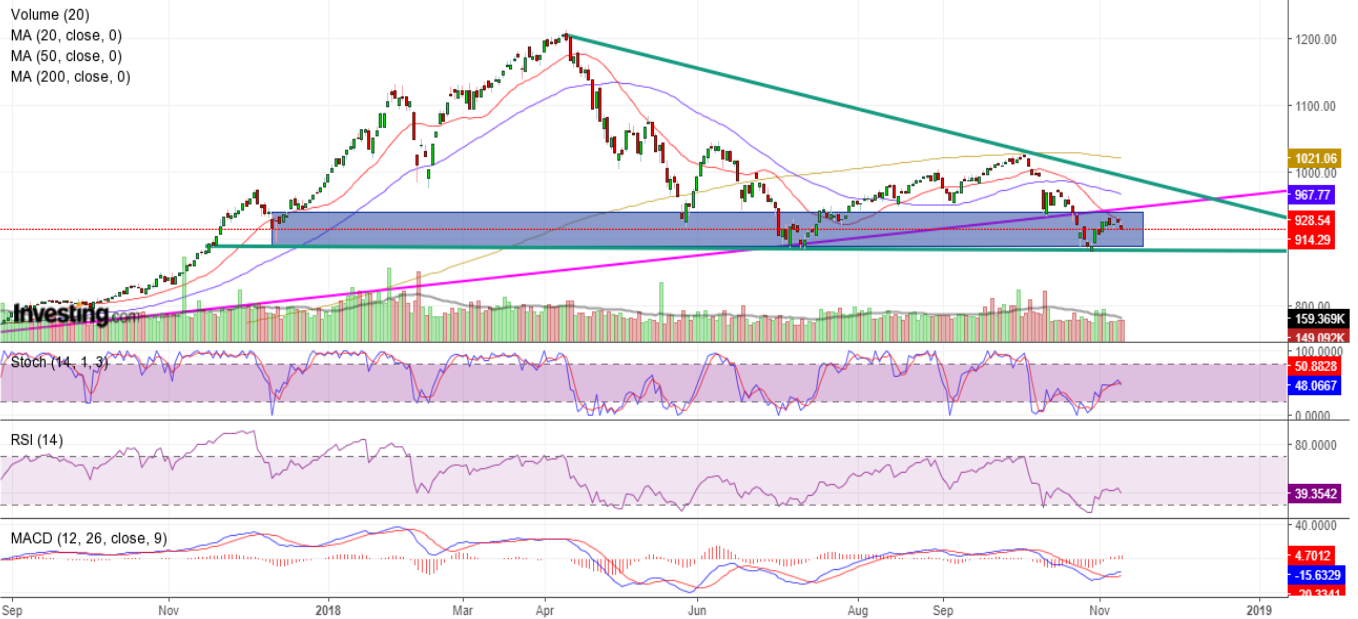 Volume (20)
MA (20, close, 0)
MA (50, close, 0)
MA (200, close, 0)
1200.00
1100.00
1021.06
1000.00
967.77
928.54
914.29
800.00
Investing.com
159.369K
149.092K
Stoch (14, 1, 3)
100.0000
50.8828
48.0667
0.0000
RSI (14)
80.0000
39.3542
MACD (12, 26, close, 9)
40.0000
4.7012
-15.6329
-20.3341
Sep Nov 2018 Mar Apr Jun Aug Sep Nov 2019